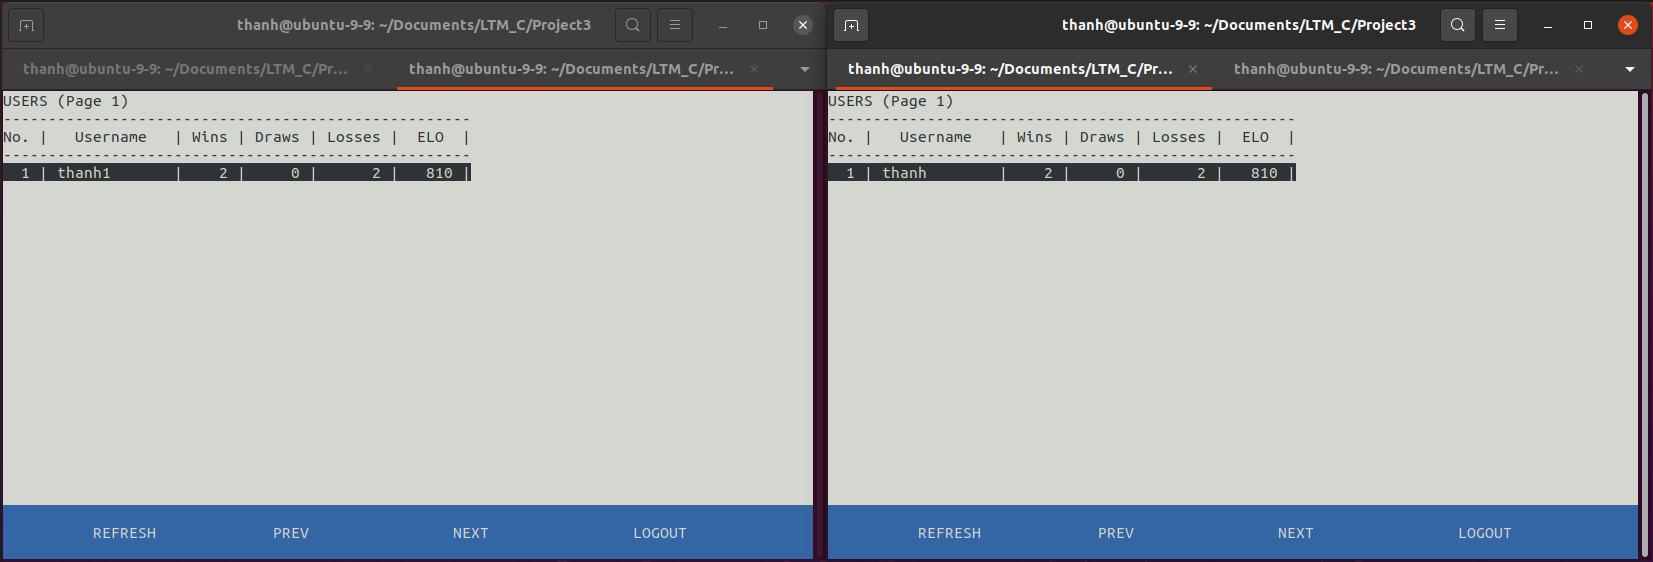 thanh@ubuntu-9-9: ~/Documents/LTM_C/Project3
thanh@ubuntu-9-9: ~/Documents/LTM_C/Pr...
thanh@ubuntu-9-9: ~/Documents/LTM_C/Pr...
USERS (Page 1)
----------------------------------------------------
No. |   Username   | Wins | Draws | Losses |  ELO  |
----------------------------------------------------
  1 | thanh1       |    2 |     0 |      2 |   810 |
REFRESH PREV NEXT LOGOUT
thanh@ubuntu-9-9: ~/Documents/LTM_C/Project3
thanh@ubuntu-9-9: ~/Documents/LTM_C/Pr...
thanh@ubuntu-9-9: ~/Documents/LTM_C/Pr...
USERS (Page 1)
----------------------------------------------------
No. |   Username   | Wins | Draws | Losses |  ELO  |
----------------------------------------------------
  1 | thanh        |    2 |     0 |      2 |   810 |
REFRESH PREV NEXT LOGOUT